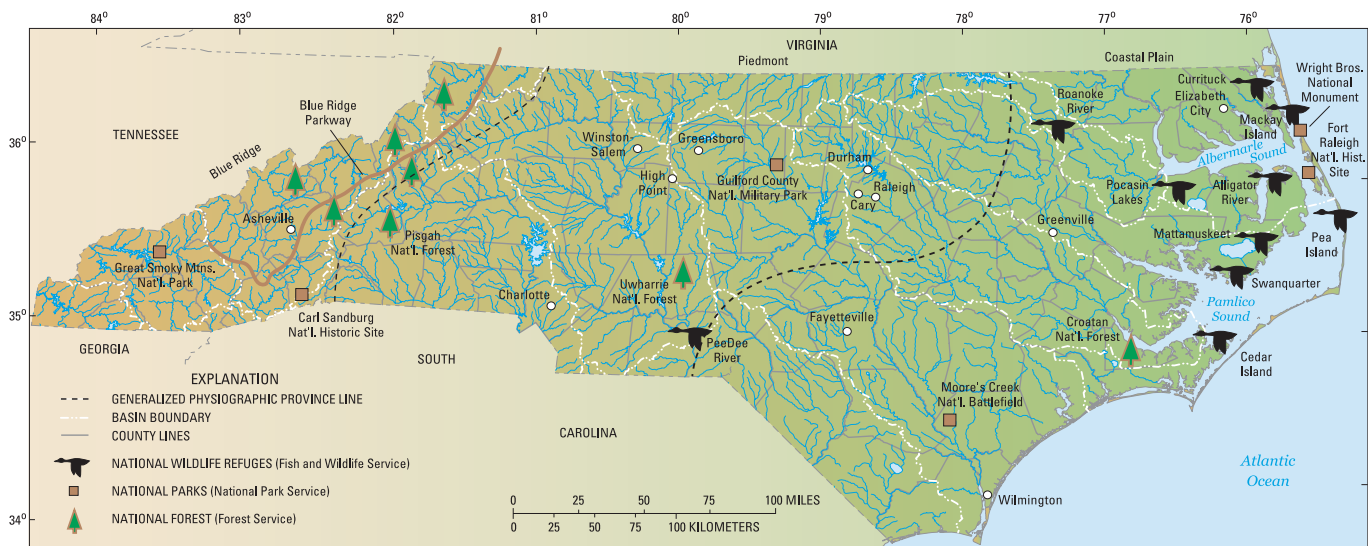 84°
83°
82°
81°
80°
79°
78°
77°
76°
VIRGINIA
Piedmont
Coastal Plain
Wright Bros.
National
Monument
Currituck
Elizabeth
City
Mackay
Island
Roanoke
River
Fort
Raleigh
Nat'l. Hist.
Site
Albermarle
Sound
TENNESSEE
36°
36°
Blue Ridge
Parkway
Blue Ridge
Winston
Salem
Greensboro
High
Point
Guilford County
Nat'l. Military Park
Durham
Raleigh
Cary
Pocasin
Lakes
Alligator
River
Greenville
Mattamuskeet
Pea
Island
Swanquarter
Asheville
Pisgah
Nat'l. Forest
Great Smoky Mtns.
Nat'l. Park
Carl Sandburg
Nat'l. Historic Site
Charlotte
Uwharrie
Nat'l. Forest
PeeDee
River
Fayetteville
Croatan
Nat'l. Forest
Pamlico
Sound
Cedar
Island
35°
35°
GEORGIA
SOUTH
CAROLINA
Moore's Creek
Nat'l. Battlefield
Wilmington
Atlantic
Ocean
EXPLANATION
GENERALIZED PHYSIOGRAPHIC PROVINCE LINE
BASIN BOUNDARY
COUNTY LINES
NATIONAL WILDLIFE REFUGES (Fish and Wildlife Service)
NATIONAL PARKS (National Park Service)
NATIONAL FOREST (Forest Service)
0 25 50 75 100 MILES
0 25 50 75 100 KILOMETERS
34°
34°